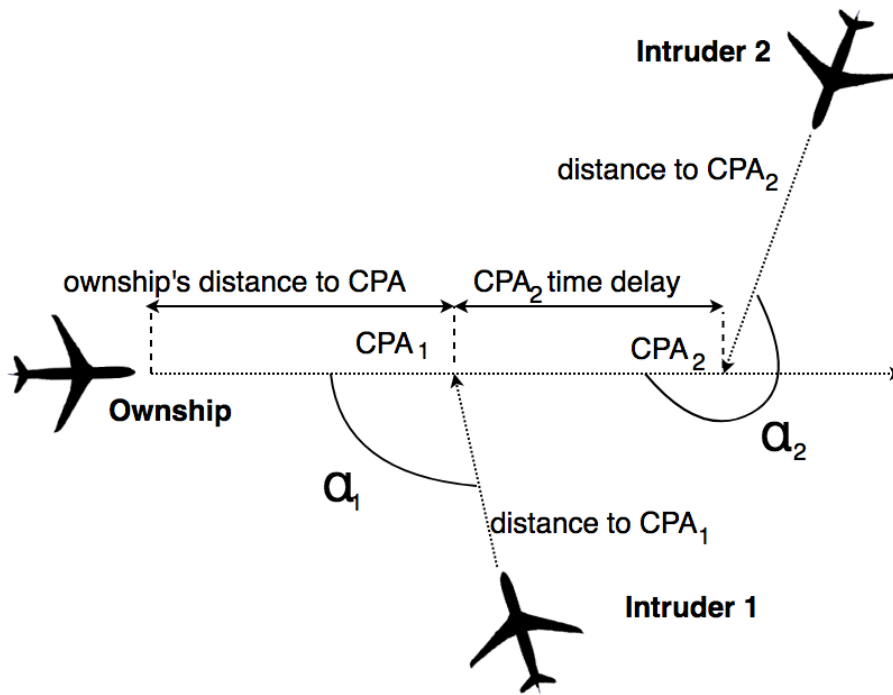 Intruder 2
distance to CPA₂
ownship's distance to CPA
CPA₂ time delay
CPA₁
CPA₂
Ownship
α₁
α₂
distance to CPA₁
Intruder 1